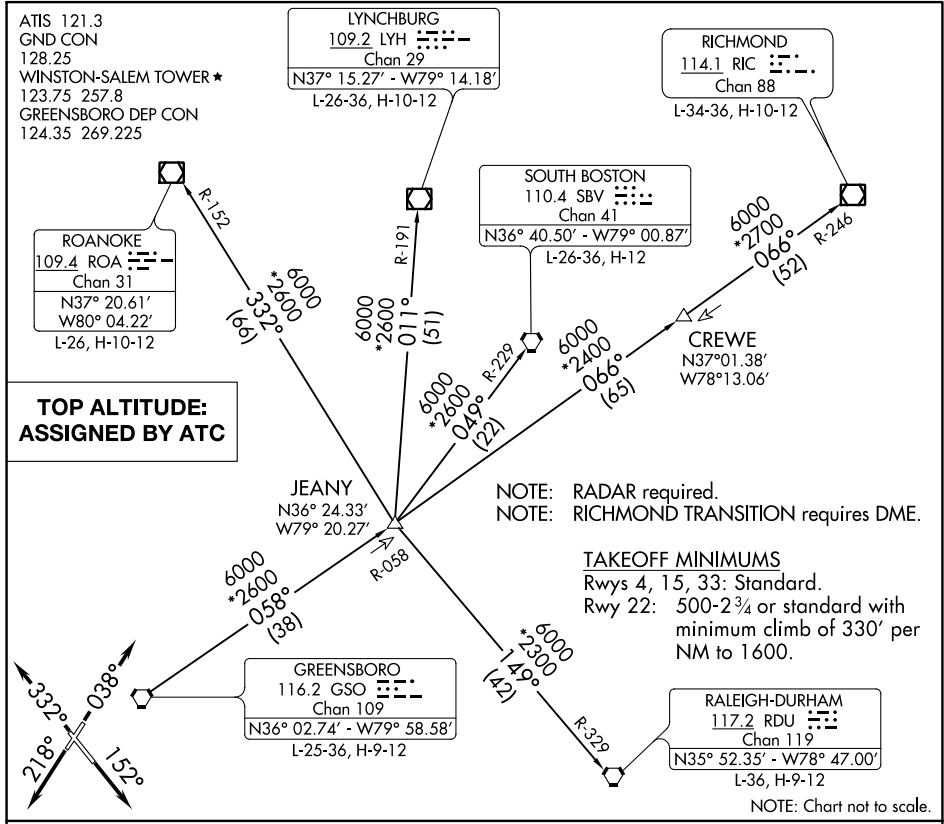 ATIS 121.3
GND CON
128.25
WINSTON-SALEM TOWER ★
123.75 257.8
GREENSBORO DEP CON
124.35 269.225
LYNCHBURG
109.2 LYH
Chan 29
N37° 15.27′ - W79° 14.18′
L-26-36, H-10-12
RICHMOND
114.1 RIC
Chan 88
L-34-36, H-10-12
SOUTH BOSTON
110.4 SBV
Chan 41
N36° 40.50′ - W79° 00.87′
L-26-36, H-12
ROANOKE
109.4 ROA
Chan 31
N37° 20.61′
W80° 04.22′
L-26, H-10-12
R-152
6000
*2600
332°
(66)
R-191
6000
*2600
011°
(51)
R-229
6000
*2600
049°
(22)
R-246
6000
*2700
066°
(52)
CREWE
N37°01.38′
W78°13.06′
6000
*2400
066°
(65)
TOP ALTITUDE:
ASSIGNED BY ATC
JEANY
N36° 24.33′
W79° 20.27′
R-058
6000
*2600
058°
(38)
NOTE: RADAR required.
NOTE: RICHMOND TRANSITION requires DME.
TAKEOFF MINIMUMS
Rwys 4, 15, 33: Standard.
Rwy 22: 500-2¾ or standard with
minimum climb of 330′ per
NM to 1600.
6000
*2300
149°
(42)
R-329
GREENSBORO
116.2 GSO
Chan 109
N36° 02.74′ - W79° 58.58′
L-25-36, H-9-12
RALEIGH-DURHAM
117.2 RDU
Chan 119
N35° 52.35′ - W78° 47.00′
L-36, H-9-12
332°
038°
218°
152°
NOTE: Chart not to scale.